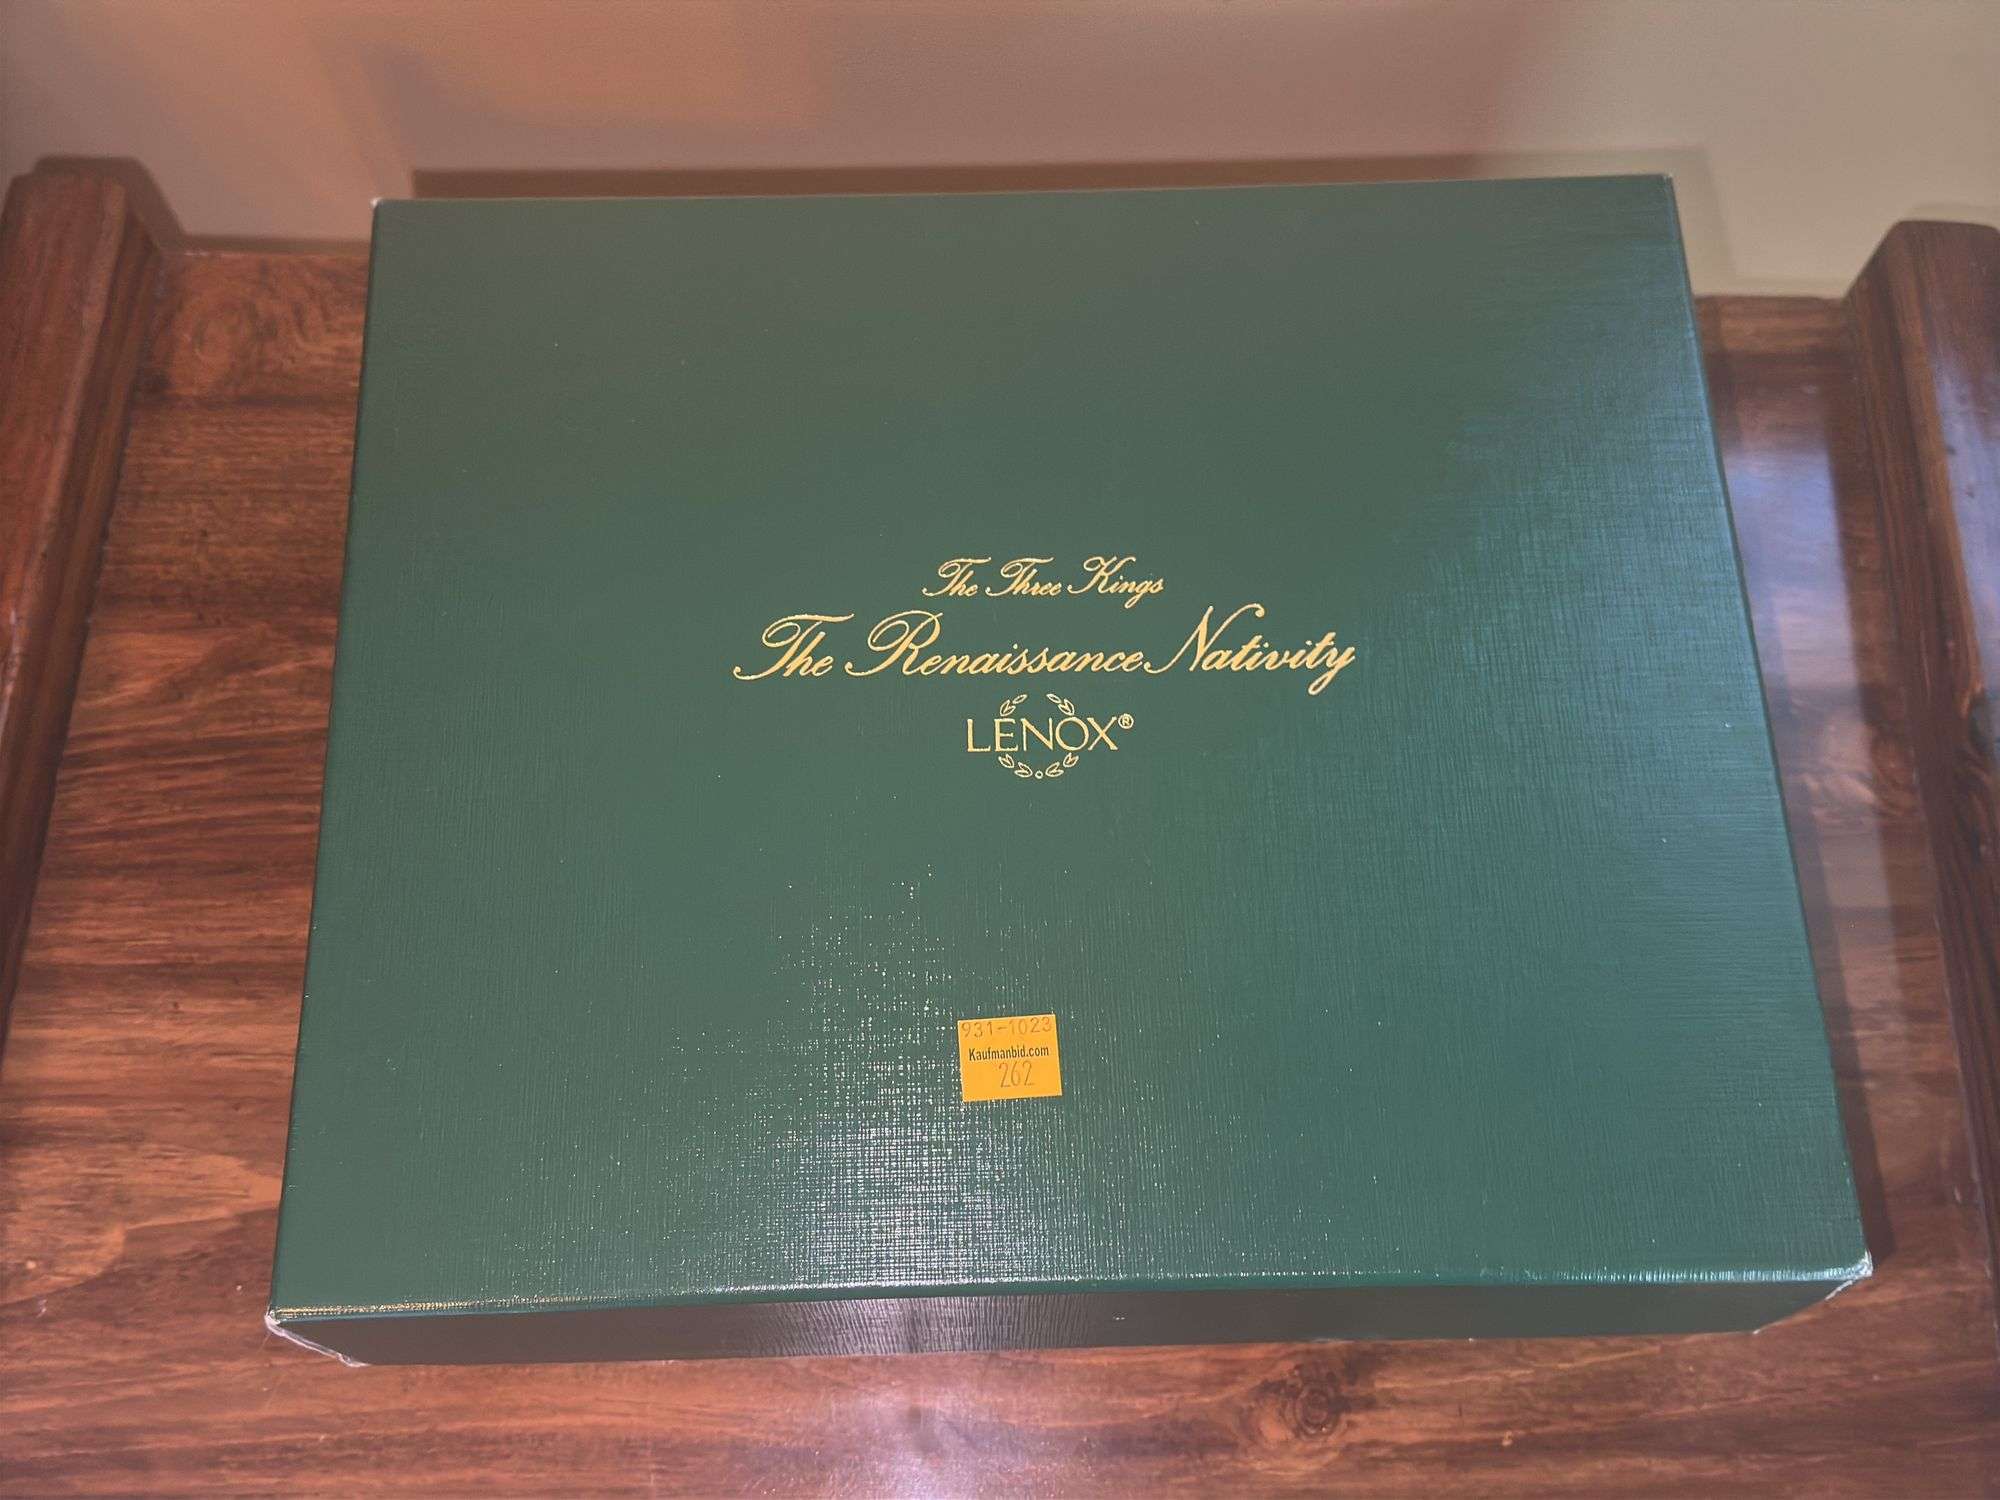 The Three Kings
The Renaissance Nativity
LENOX®
931-1023
Kaufmanbid.com
262